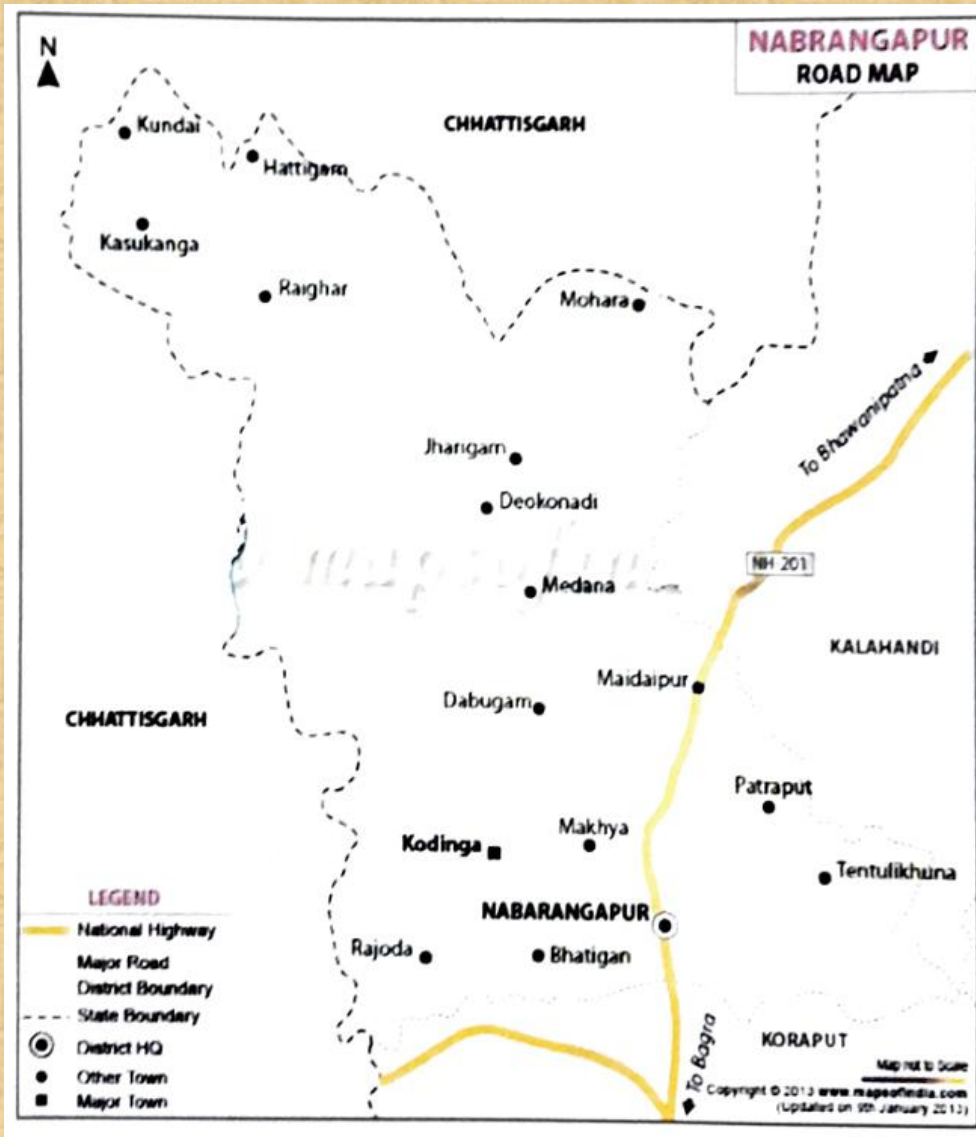 NABRANGAPUR
ROAD MAP
N
CHHATTISGARH
Kundai
Hattigam
Kasukanga
Raighar
Mohara
To Bhawanipatna
Jharigam
Deokonadi
NH 201
Medana
KALAHANDI
Maidaipur
Dabugam
CHHATTISGARH
Patraput
Makhya
Kodinga
Tentulikhuna
LEGEND
National Highway
Major Road
District Boundary
State Boundary
District HQ
Other Town
Major Town
NABARANGAPUR
Rajoda
Bhatigan
To Bagra
KORAPUT
Map not to Scale
Copyright © 2013 www.mapsofindia.com
(Updated on 9th January 2013)